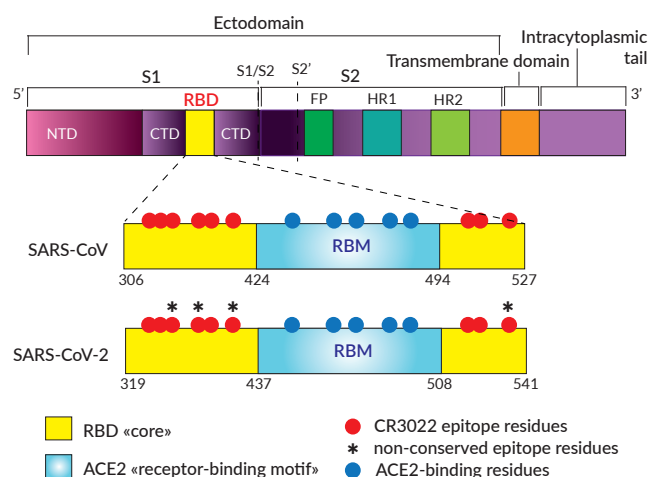 Ectodomain
Intracytoplasmic
tail
Transmembrane domain
S1
S1/S2
S2’
S2
5’
RBD
FP
HR1
HR2
3’
NTD
CTD
CTD
SARS-CoV
RBM
306
424
494
527
* * * *
SARS-CoV-2
RBM
319
437
508
541
RBD «core»
CR3022 epitope residues
* non-conserved epitope residues
ACE2 «receptor-binding motif»
ACE2-binding residues